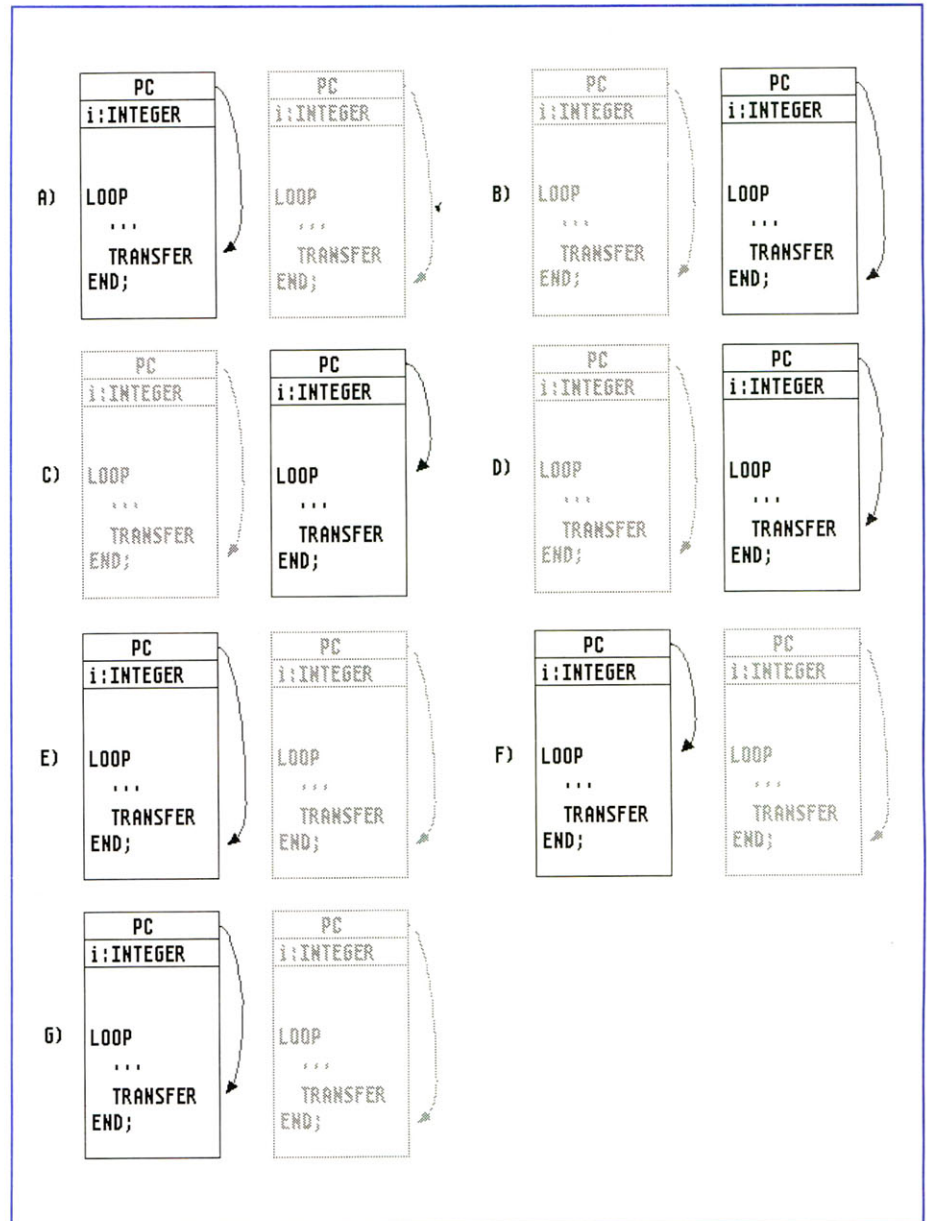 PC
i:INTEGER
A) LOOP
...
TRANSFER
END;
PC
i:INTEGER
LOOP
...
TRANSFER
END;
PC
i:INTEGER
B) LOOP
...
TRANSFER
END;
PC
i:INTEGER
LOOP
...
TRANSFER
END;
PC
i:INTEGER
C) LOOP
...
TRANSFER
END;
PC
i:INTEGER
LOOP
...
TRANSFER
END;
PC
i:INTEGER
D) LOOP
...
TRANSFER
END;
PC
i:INTEGER
LOOP
...
TRANSFER
END;
PC
i:INTEGER
E) LOOP
...
TRANSFER
END;
PC
i:INTEGER
LOOP
...
TRANSFER
END;
PC
i:INTEGER
F) LOOP
...
TRANSFER
END;
PC
i:INTEGER
LOOP
...
TRANSFER
END;
PC
i:INTEGER
G) LOOP
...
TRANSFER
END;
PC
i:INTEGER
LOOP
...
TRANSFER
END;